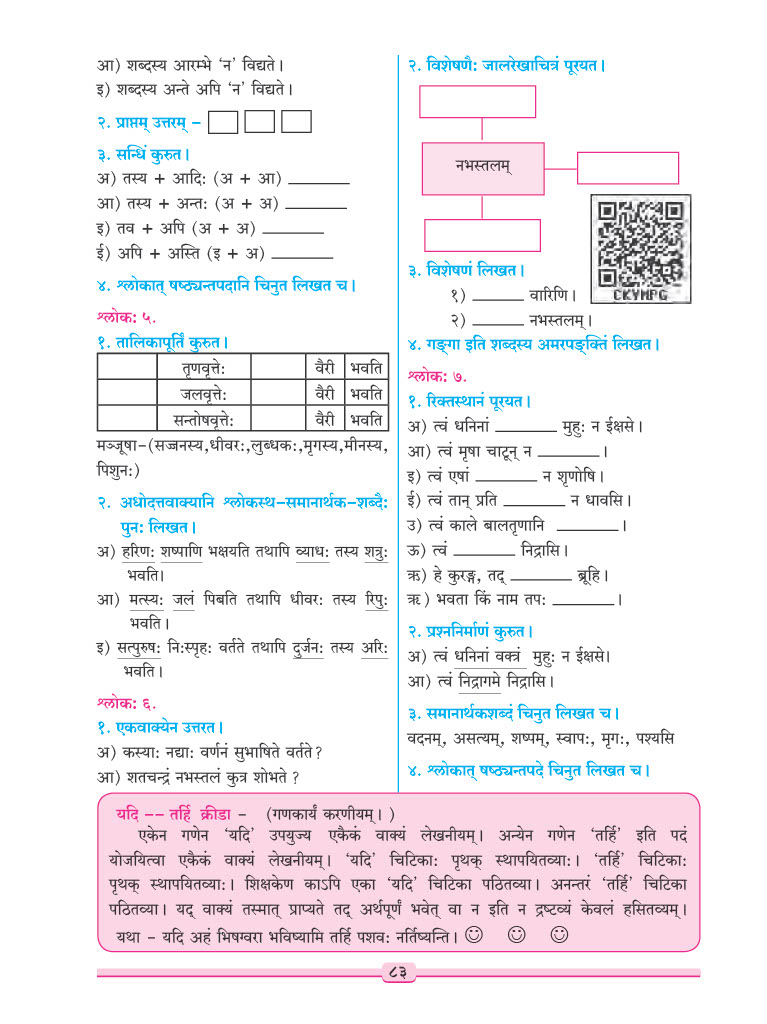 आ) शब्दस्य आरम्भे ‘न’ विद्यते।
इ) शब्दस्य अन्ते अपि ‘न’ विद्यते।
२. प्राप्तम् उत्तरम् –
३. सन्धिं कुरुत।
अ) तस्य + आदिः (अ + आ) ________
आ) तस्य + अन्तः (अ + अ) ________
इ) तव + अपि (अ + अ) ________
ई) अपि + अस्ति (इ + अ) ________
४. श्लोकात् षष्ठ्यन्तपदानि चिनुत लिखत च।
श्लोकः ५.
१. तालिकापूर्तिं कुरुत।
तृणवृत्तेः वैरी भवति
जलवृत्तेः वैरी भवति
सन्तोषवृत्तेः वैरी भवति
मञ्जूषा-(सज्जनस्य,धीवरः,लुब्धकः,मृगस्य,मीनस्य,
पिशुनः)
२. अधोदत्तवाक्यानि श्लोकस्थ-समानार्थक-शब्दैः
पुनः लिखत।
अ) हरिणः शष्पाणि भक्षयति तथापि व्याधः तस्य शत्रुः
भवति।
आ) मत्स्यः जलं पिबति तथापि धीवरः तस्य रिपुः
भवति।
इ) सत्पुरुषः निःस्पृहः वर्तते तथापि दुर्जनः तस्य अरिः
भवति।
श्लोकः ६.
१. एकवाक्येन उत्तरत।
अ) कस्याः नद्याः वर्णनं सुभाषिते वर्तते?
आ) शतचन्द्रं नभस्तलं कुत्र शोभते ?
२. विशेषणैः जालरेखाचित्रं पूरयत।
नभस्तलम्
CKVMPG
३. विशेषणं लिखत।
१) ______ वारिणि।
२) ______ नभस्तलम्।
४. गङ्गा इति शब्दस्य अमरपङ्क्तिं लिखत।
श्लोकः ७.
१. रिक्तस्थानं पूरयत।
अ) त्वं धनिनां ________ मुहुः न ईक्षसे।
आ) त्वं मृषा चाटून् न ________।
इ) त्वं एषां ________ न शृणोषि।
ई) त्वं तान् प्रति ________ न धावसि।
उ) त्वं काले बालतृणानि ________।
ऊ) त्वं ________ निद्रासि।
ऋ) हे कुरङ्ग, तद् ________ ब्रूहि।
ऋ) भवता किं नाम तपः ________।
२. प्रश्ननिर्माणं कुरुत।
अ) त्वं धनिनां वक्त्रं मुहुः न ईक्षसे।
आ) त्वं निद्रागमे निद्रासि।
३. समानार्थकशब्दं चिनुत लिखत च।
वदनम्, असत्यम्, शष्पम्, स्वापः, मृगः, पश्यसि
४. श्लोकात् षष्ठ्यन्तपदे चिनुत लिखत च।
यदि -- तर्हि क्रीडा - (गणकार्यं करणीयम्। )
एकेन गणेन ‘यदि’ उपयुज्य एकैकं वाक्यं लेखनीयम्। अन्येन गणेन ‘तर्हि’ इति पदं
योजयित्वा एकैकं वाक्यं लेखनीयम्। ‘यदि’ चिटिकाः पृथक् स्थापयितव्याः। ‘तर्हि’ चिटिकाः
पृथक् स्थापयितव्याः। शिक्षकेण काऽपि एका ‘यदि’ चिटिका पठितव्या। अनन्तरं ‘तर्हि’ चिटिका
पठितव्या। यद् वाक्यं तस्मात् प्राप्यते तद् अर्थपूर्णं भवेत् वा न इति न द्रष्टव्यं केवलं हसितव्यम्।
यथा - यदि अहं भिषग्वरा भविष्यामि तर्हि पशवः नर्तिष्यन्ति। ☺ ☺ ☺
८३